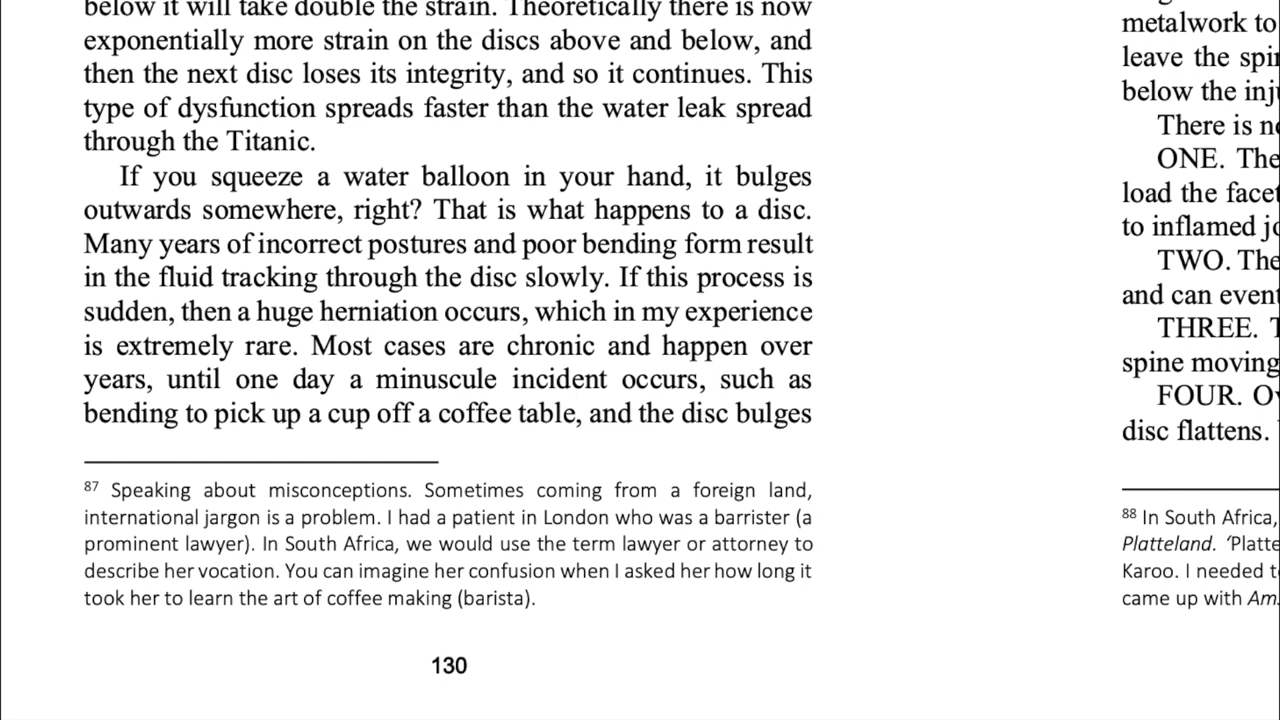 below it will take double the strain. Theoretically there is now
exponentially more strain on the discs above and below, and
then the next disc loses its integrity, and so it continues. This
type of dysfunction spreads faster than the water leak spread
through the Titanic.
If you squeeze a water balloon in your hand, it bulges
outwards somewhere, right? That is what happens to a disc.
Many years of incorrect postures and poor bending form result
in the fluid tracking through the disc slowly. If this process is
sudden, then a huge herniation occurs, which in my experience
is extremely rare. Most cases are chronic and happen over
years, until one day a minuscule incident occurs, such as
bending to pick up a cup off a coffee table, and the disc bulges
87 Speaking about misconceptions. Sometimes coming from a foreign land,
international jargon is a problem. I had a patient in London who was a barrister (a
prominent lawyer). In South Africa, we would use the term lawyer or attorney to
describe her vocation. You can imagine her confusion when I asked her how long it
took her to learn the art of coffee making (barista).
130
metalwork to
leave the
below the
There is
ONE. The
load the
to inflamed
TWO. The
and can
THREE.
spine moving
FOUR.
disc flattens.
88 In South Africa,
Platteland.
Karoo. I needed
came up with